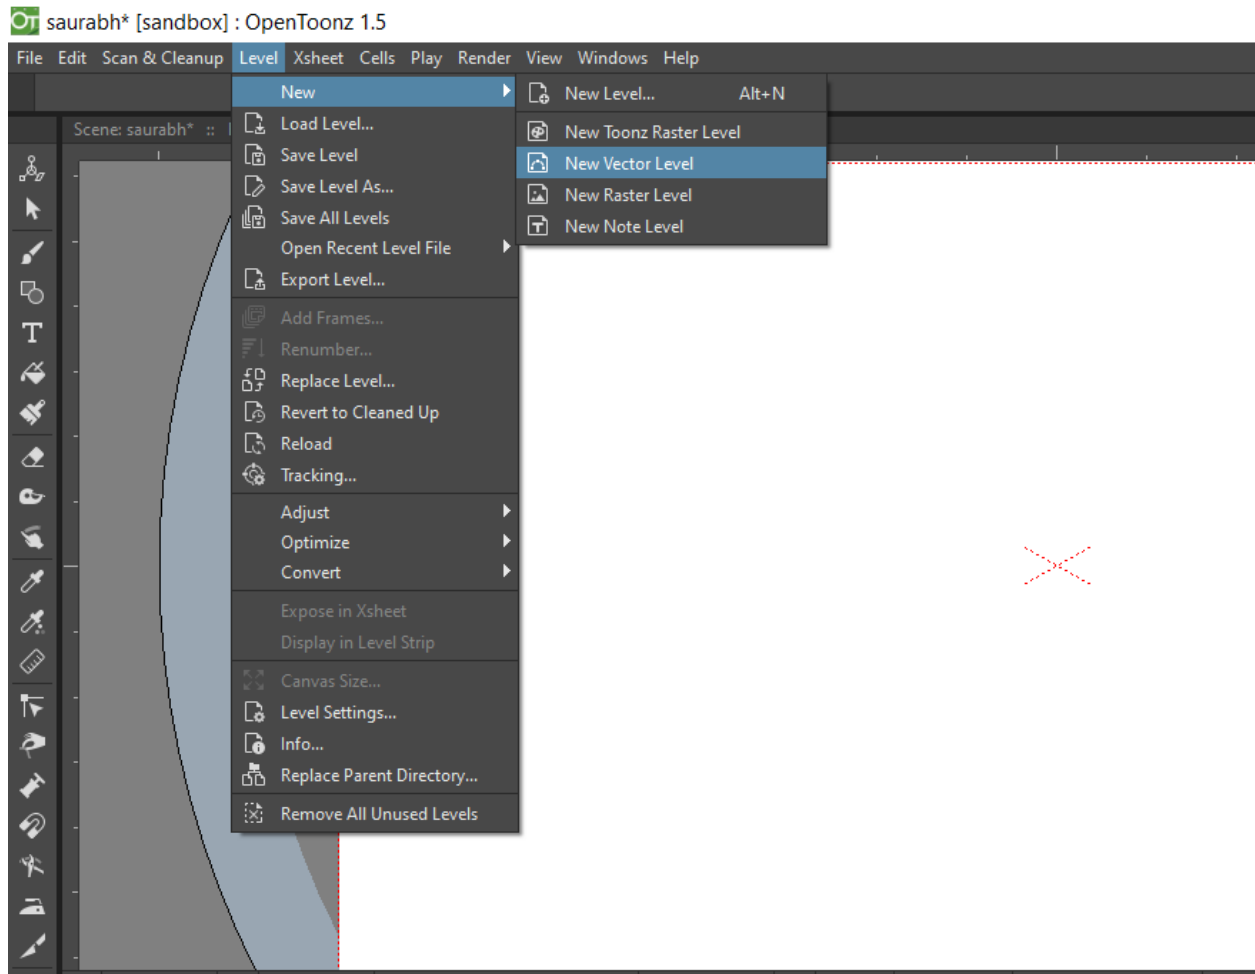 OT saurabh* [sandbox] : OpenToonz 1.5
File Edit Scan & Cleanup Level Xsheet Cells Play Render View Windows Help
Scene: saurabh* ::
New
Load Level...
Save Level
Save Level As...
Save All Levels
Open Recent Level File
Export Level...
Add Frames...
Renumber...
Replace Level...
Revert to Cleaned Up
Reload
Tracking...
Adjust
Optimize
Convert
Expose in Xsheet
Display in Level Strip
Canvas Size...
Level Settings...
Info...
Replace Parent Directory...
Remove All Unused Levels
New Level... Alt+N
New Toonz Raster Level
New Vector Level
New Raster Level
New Note Level